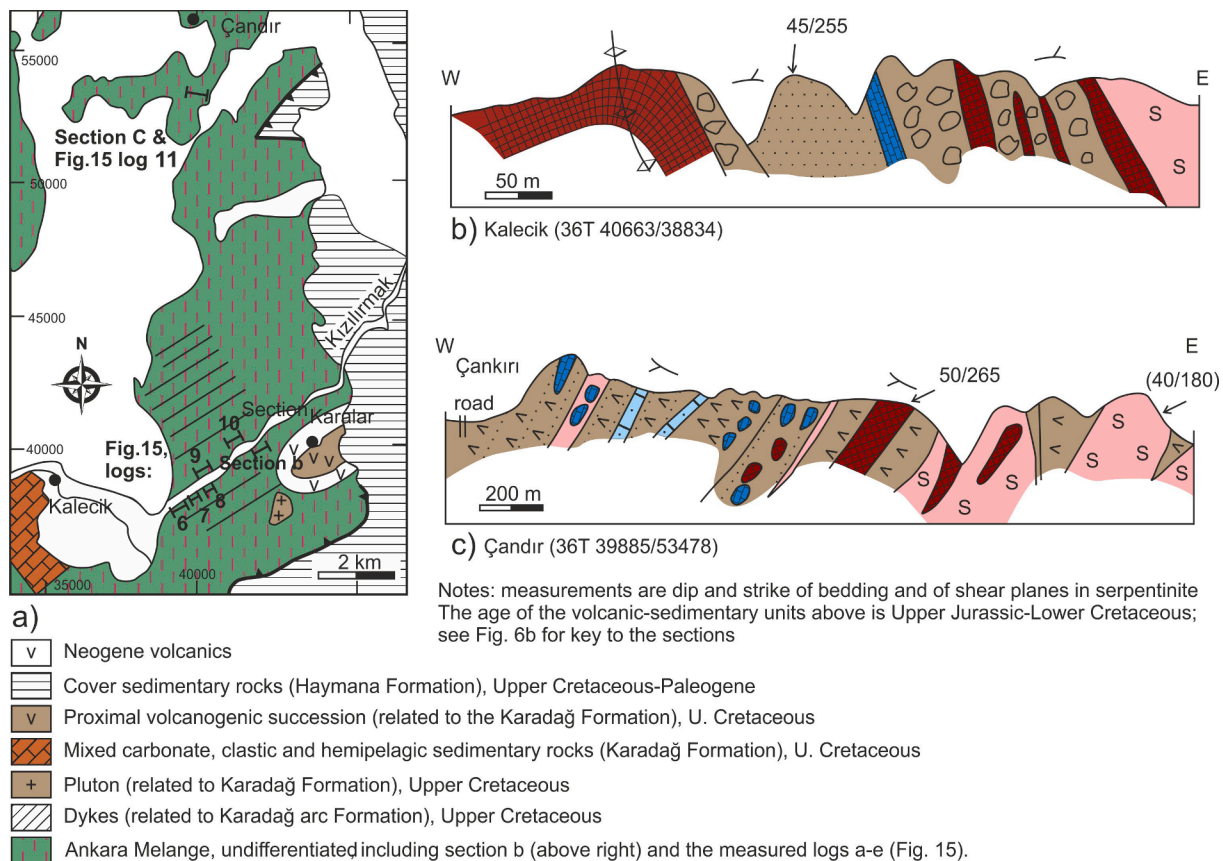 Çandır
55000
Section C &
Fig.15 log 11
50000
45000
N
Kızılırmak
10
Section
Karalar
40000
Fig.15,
logs:
9
Section b
Kalecik
8
7
6
v v
v v v
v
+
+
2 km
35000
40000
a)
W
45/255
E
S
S
50 m
b) Kalecik (36T 40663/38834)
W
Çankırı
road
50/265
(40/180)
E
S
S
S
S
S
S
S
200 m
c) Çandır (36T 39885/53478)
Notes: measurements are dip and strike of bedding and of shear planes in serpentinite
The age of the volcanic-sedimentary units above is Upper Jurassic-Lower Cretaceous;
see Fig. 6b for key to the sections
v Neogene volcanics
Cover sedimentary rocks (Haymana Formation), Upper Cretaceous-Paleogene
v Proximal volcanogenic succession (related to the Karadağ Formation), U. Cretaceous
Mixed carbonate, clastic and hemipelagic sedimentary rocks (Karadağ Formation), U. Cretaceous
+ Pluton (related to Karadağ Formation), Upper Cretaceous
Dykes (related to Karadağ arc Formation), Upper Cretaceous
Ankara Melange, undifferentiated, including section b (above right) and the measured logs a-e (Fig. 15).